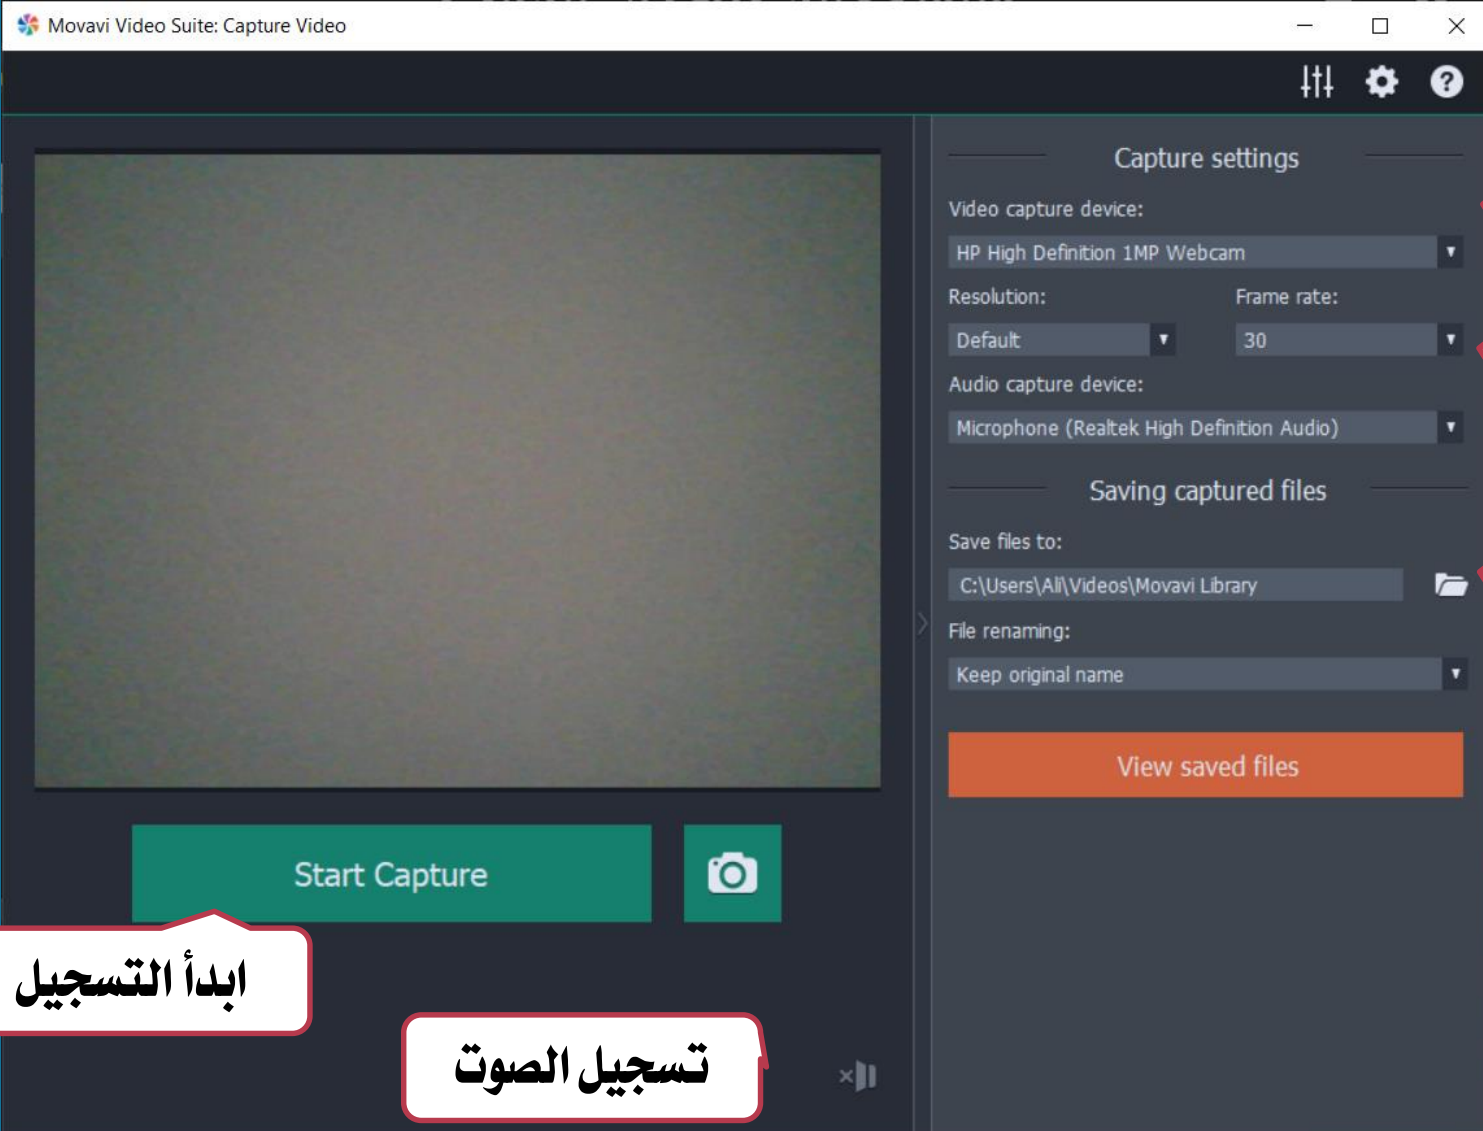 Movavi Video Suite: Capture Video
Capture settings
Video capture device:
HP High Definition 1MP Webcam
Resolution:
Frame rate:
Default
30
Audio capture device:
Microphone (Realtek High Definition Audio)
Saving captured files
Save files to:
C:\Users\Ali\Videos\Movavi Library
File renaming:
Keep original name
View saved files
Start Capture
ابدأ التسجيل
تسجيل الصوت